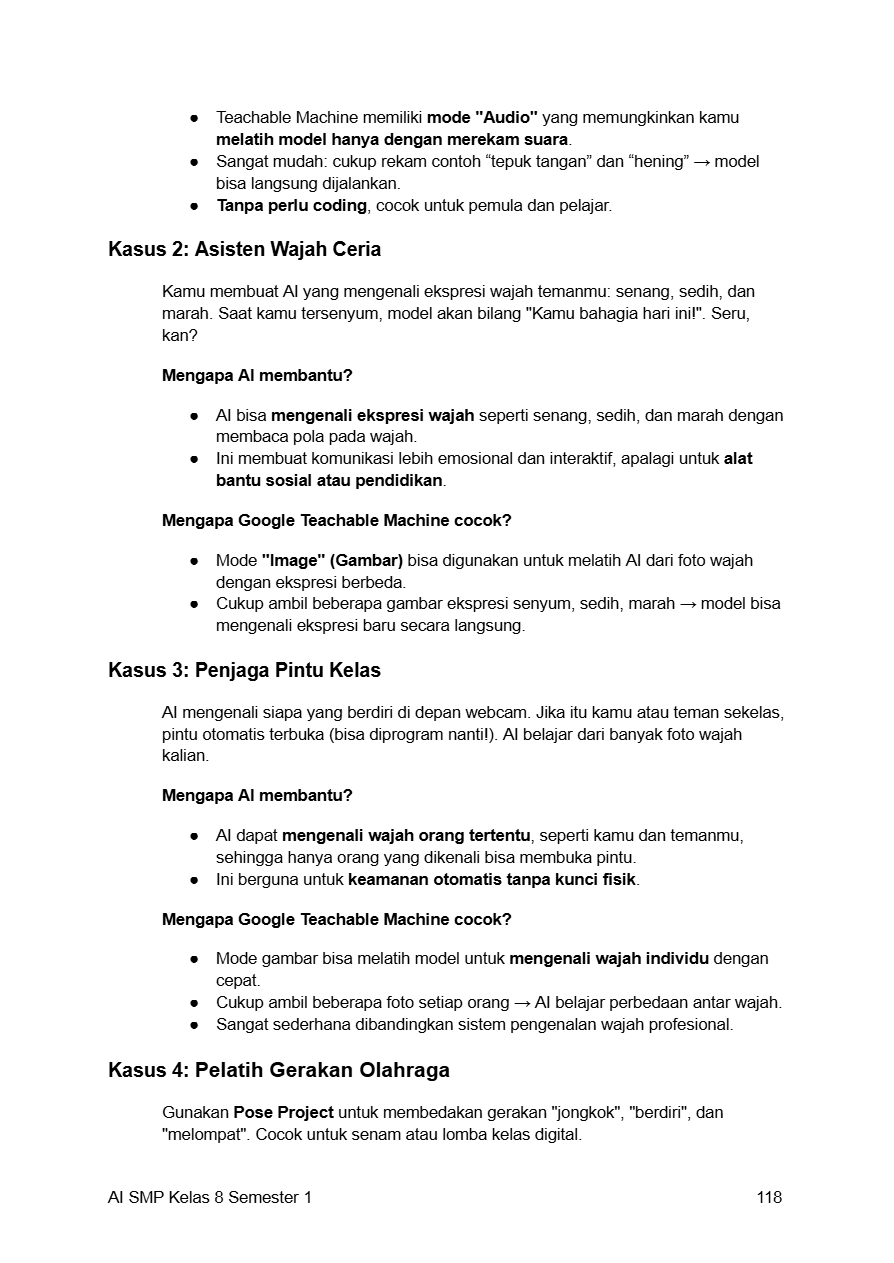 ● Teachable Machine memiliki mode "Audio" yang memungkinkan kamu
melatih model hanya dengan merekam suara.
● Sangat mudah: cukup rekam contoh “tepuk tangan” dan “hening” → model
bisa langsung dijalankan.
● Tanpa perlu coding, cocok untuk pemula dan pelajar.
Kasus 2: Asisten Wajah Ceria
Kamu membuat AI yang mengenali ekspresi wajah temanmu: senang, sedih, dan
marah. Saat kamu tersenyum, model akan bilang "Kamu bahagia hari ini!". Seru,
kan?
Mengapa AI membantu?
● AI bisa mengenali ekspresi wajah seperti senang, sedih, dan marah dengan
membaca pola pada wajah.
● Ini membuat komunikasi lebih emosional dan interaktif, apalagi untuk alat
bantu sosial atau pendidikan.
Mengapa Google Teachable Machine cocok?
● Mode "Image" (Gambar) bisa digunakan untuk melatih AI dari foto wajah
dengan ekspresi berbeda.
● Cukup ambil beberapa gambar ekspresi senyum, sedih, marah → model bisa
mengenali ekspresi baru secara langsung.
Kasus 3: Penjaga Pintu Kelas
AI mengenali siapa yang berdiri di depan webcam. Jika itu kamu atau teman sekelas,
pintu otomatis terbuka (bisa diprogram nanti!). AI belajar dari banyak foto wajah
kalian.
Mengapa AI membantu?
● AI dapat mengenali wajah orang tertentu, seperti kamu dan temanmu,
sehingga hanya orang yang dikenali bisa membuka pintu.
● Ini berguna untuk keamanan otomatis tanpa kunci fisik.
Mengapa Google Teachable Machine cocok?
● Mode gambar bisa melatih model untuk mengenali wajah individu dengan
cepat.
● Cukup ambil beberapa foto setiap orang → AI belajar perbedaan antar wajah.
● Sangat sederhana dibandingkan sistem pengenalan wajah profesional.
Kasus 4: Pelatih Gerakan Olahraga
Gunakan Pose Project untuk membedakan gerakan "jongkok", "berdiri", dan
"melompat". Cocok untuk senam atau lomba kelas digital.
AI SMP Kelas 8 Semester 1 118